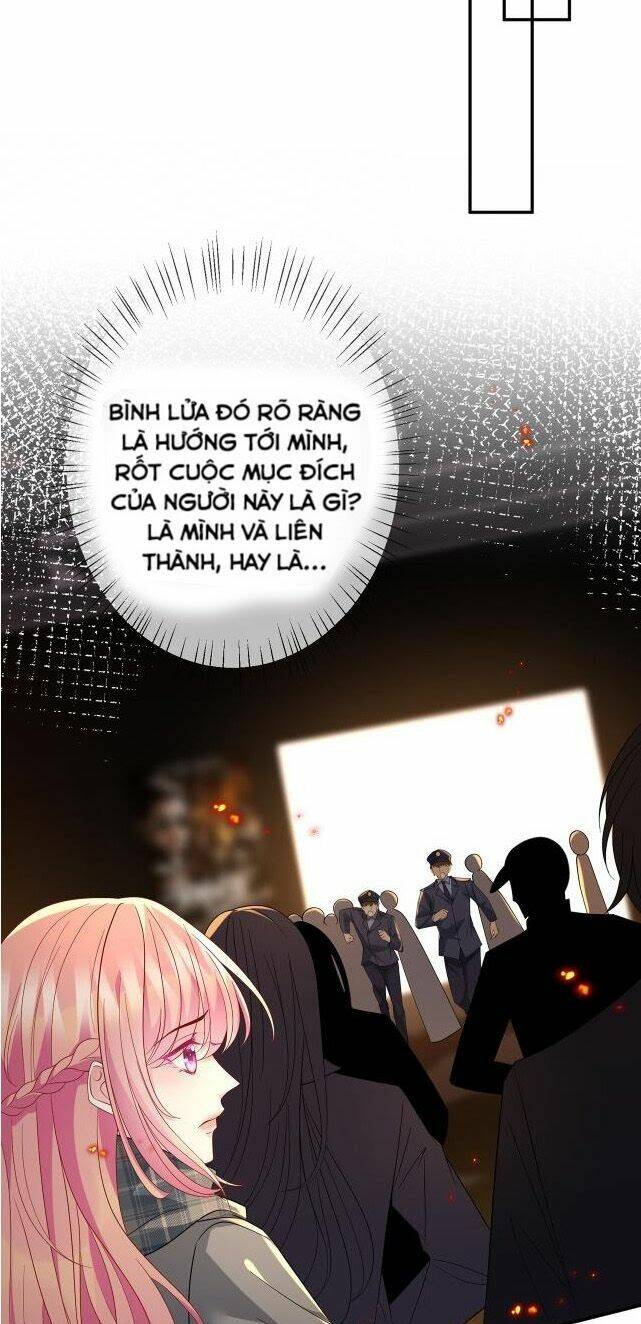 BÌNH LỬA ĐÓ RÕ RÀNG
LÀ HƯỚNG TỚI MÌNH,
RỐT CUỘC MỤC ĐÍCH
CỦA NGƯỜI NÀY LÀ GÌ?
LÀ MÌNH VÀ LIÊN
THÀNH, HAY LÀ...